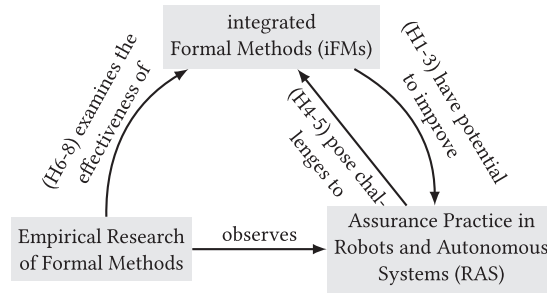 integrated
Formal Methods (iFMs)
(H6-8) examines the
effectiveness of
(H1-3) have potential
to improve
(H4-5) pose chal-
lenges to
Empirical Research
of Formal Methods
observes
Assurance Practice in
Robots and Autonomous
Systems (RAS)